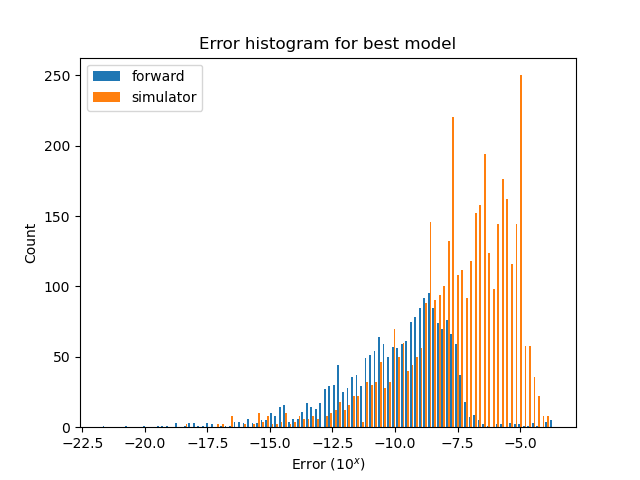 Error histogram for best model
forward
simulator
250
200
150
100
50
0
Count
−22.5 −20.0 −17.5 −15.0 −12.5 −10.0 −7.5 −5.0
Error (10^x)